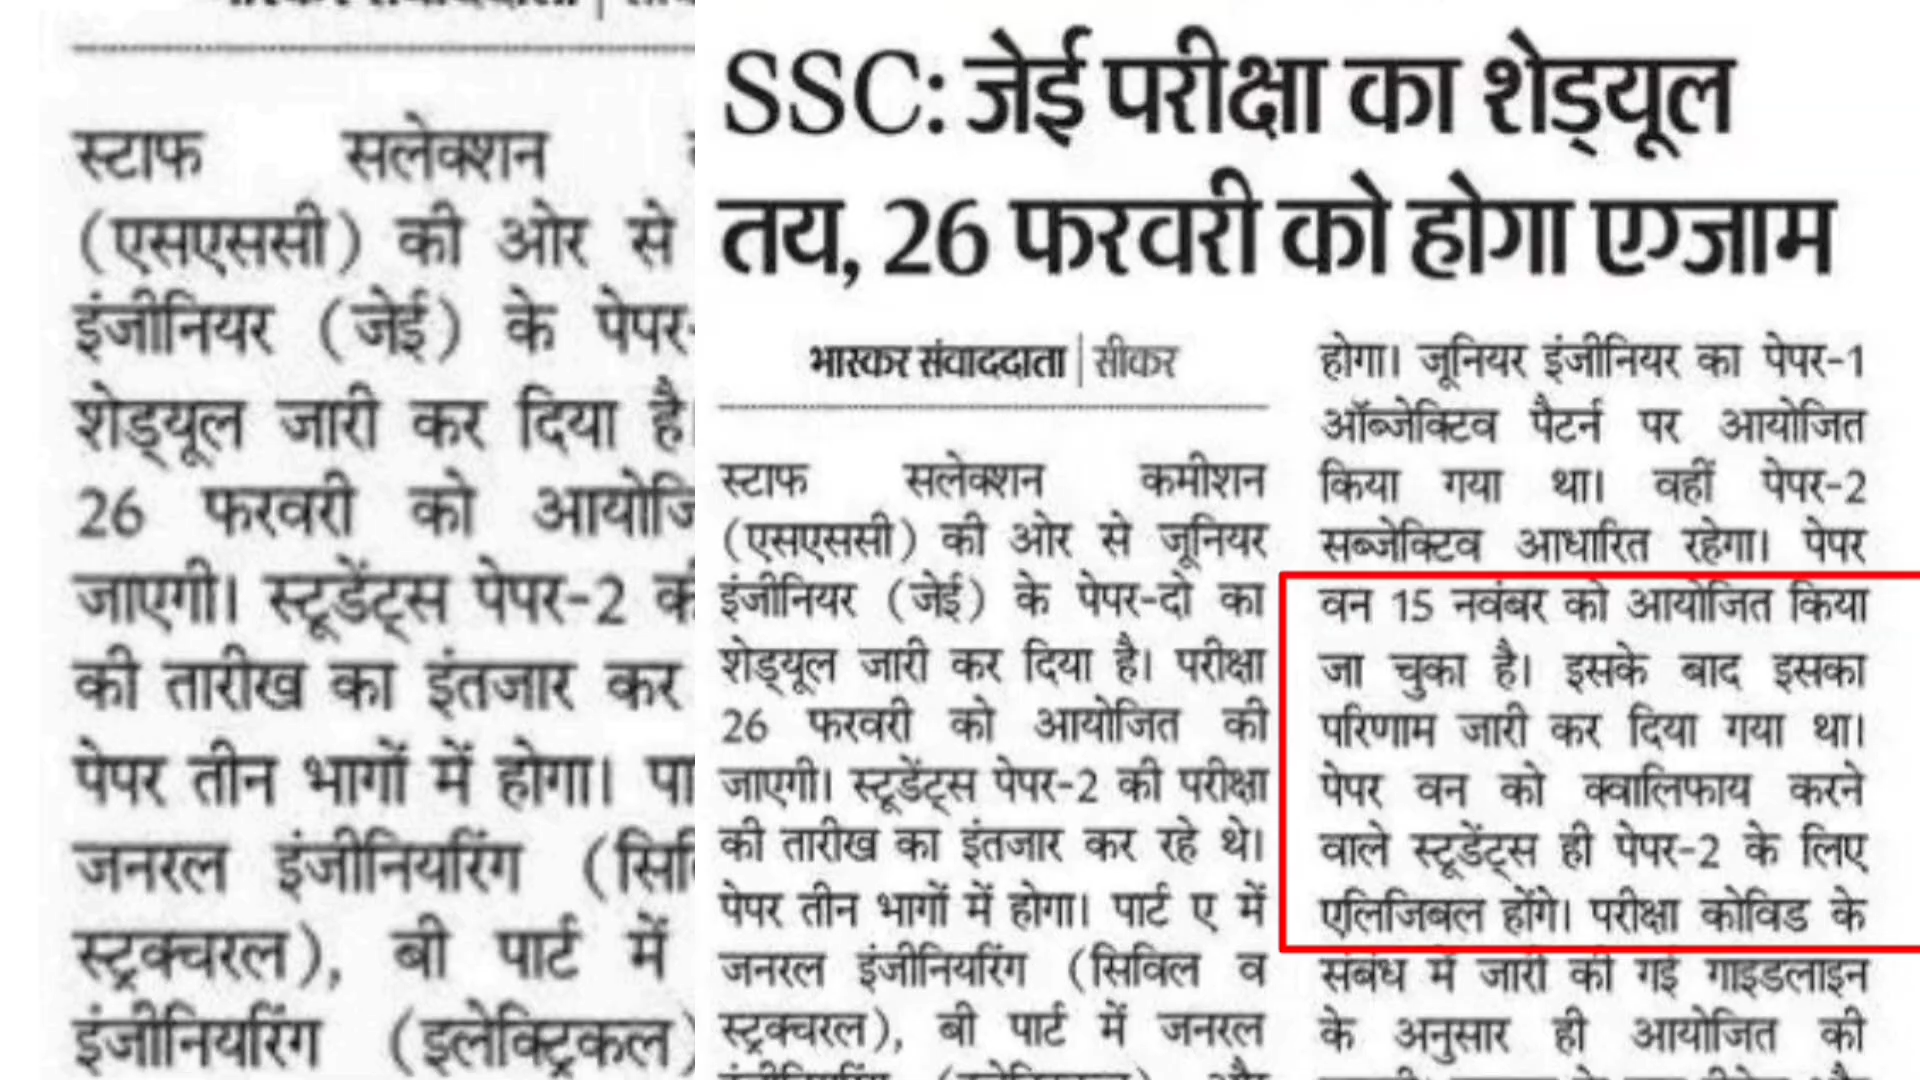 स्टाफ सलेक्शन
(एसएससी) की ओर से
इंजीनियर (जेई) के पेपर-
शेड्यूल जारी कर दिया है।
26 फरवरी को
जाएगी। स्टूडेंट्स पेपर-2
की तारीख का इंतजार कर
पेपर तीन भागों में होगा।
जनरल इंजीनियरिंग
स्ट्रक्चरल), बी पार्ट में
इंजीनियरिंग (इलेक्ट्रिकल)
SSC: जेई परीक्षा का शेड्यूल
तय, 26 फरवरी को होगा एग्जाम
भास्कर संवाददाता | सीकर
स्टाफ सलेक्शन कमीशन
(एसएससी) की ओर से जूनियर
इंजीनियर (जेई) के पेपर-दो का
शेड्यूल जारी कर दिया है। परीक्षा
26 फरवरी को आयोजित की
जाएगी। स्टूडेंट्स पेपर-2 की परीक्षा
की तारीख का इंतजार कर रहे थे।
पेपर तीन भागों में होगा। पार्ट ए में
जनरल इंजीनियरिंग (सिविल व
स्ट्रक्चरल), बी पार्ट में जनरल
होगा। जूनियर इंजीनियर का पेपर-1
ऑब्जेक्टिव पैटर्न पर आयोजित
किया गया था। वहीं पेपर-2
सब्जेक्टिव आधारित रहेगा। पेपर
वन 15 नवंबर को आयोजित किया
जा चुका है। इसके बाद इसका
परिणाम जारी कर दिया गया था।
पेपर वन को क्वालिफाय करने
वाले स्टूडेंट्स ही पेपर-2 के लिए
एलिजिबल होंगे। परीक्षा कोविड के
संबंध में जारी की गई गाइडलाइन
के अनुसार ही आयोजित की